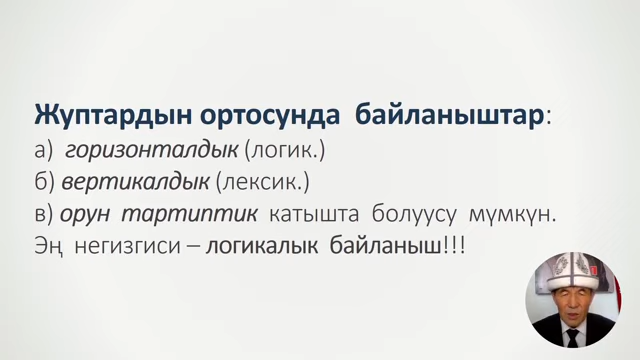 Жуптардын ортосунда байланыштар:
а) горизонталдык (логик.)
б) вертикалдык (лексик.)
в) орун тартиптик катышта болуусу мүмкүн.
Эң негизгиси – логикалык байланыш!!!